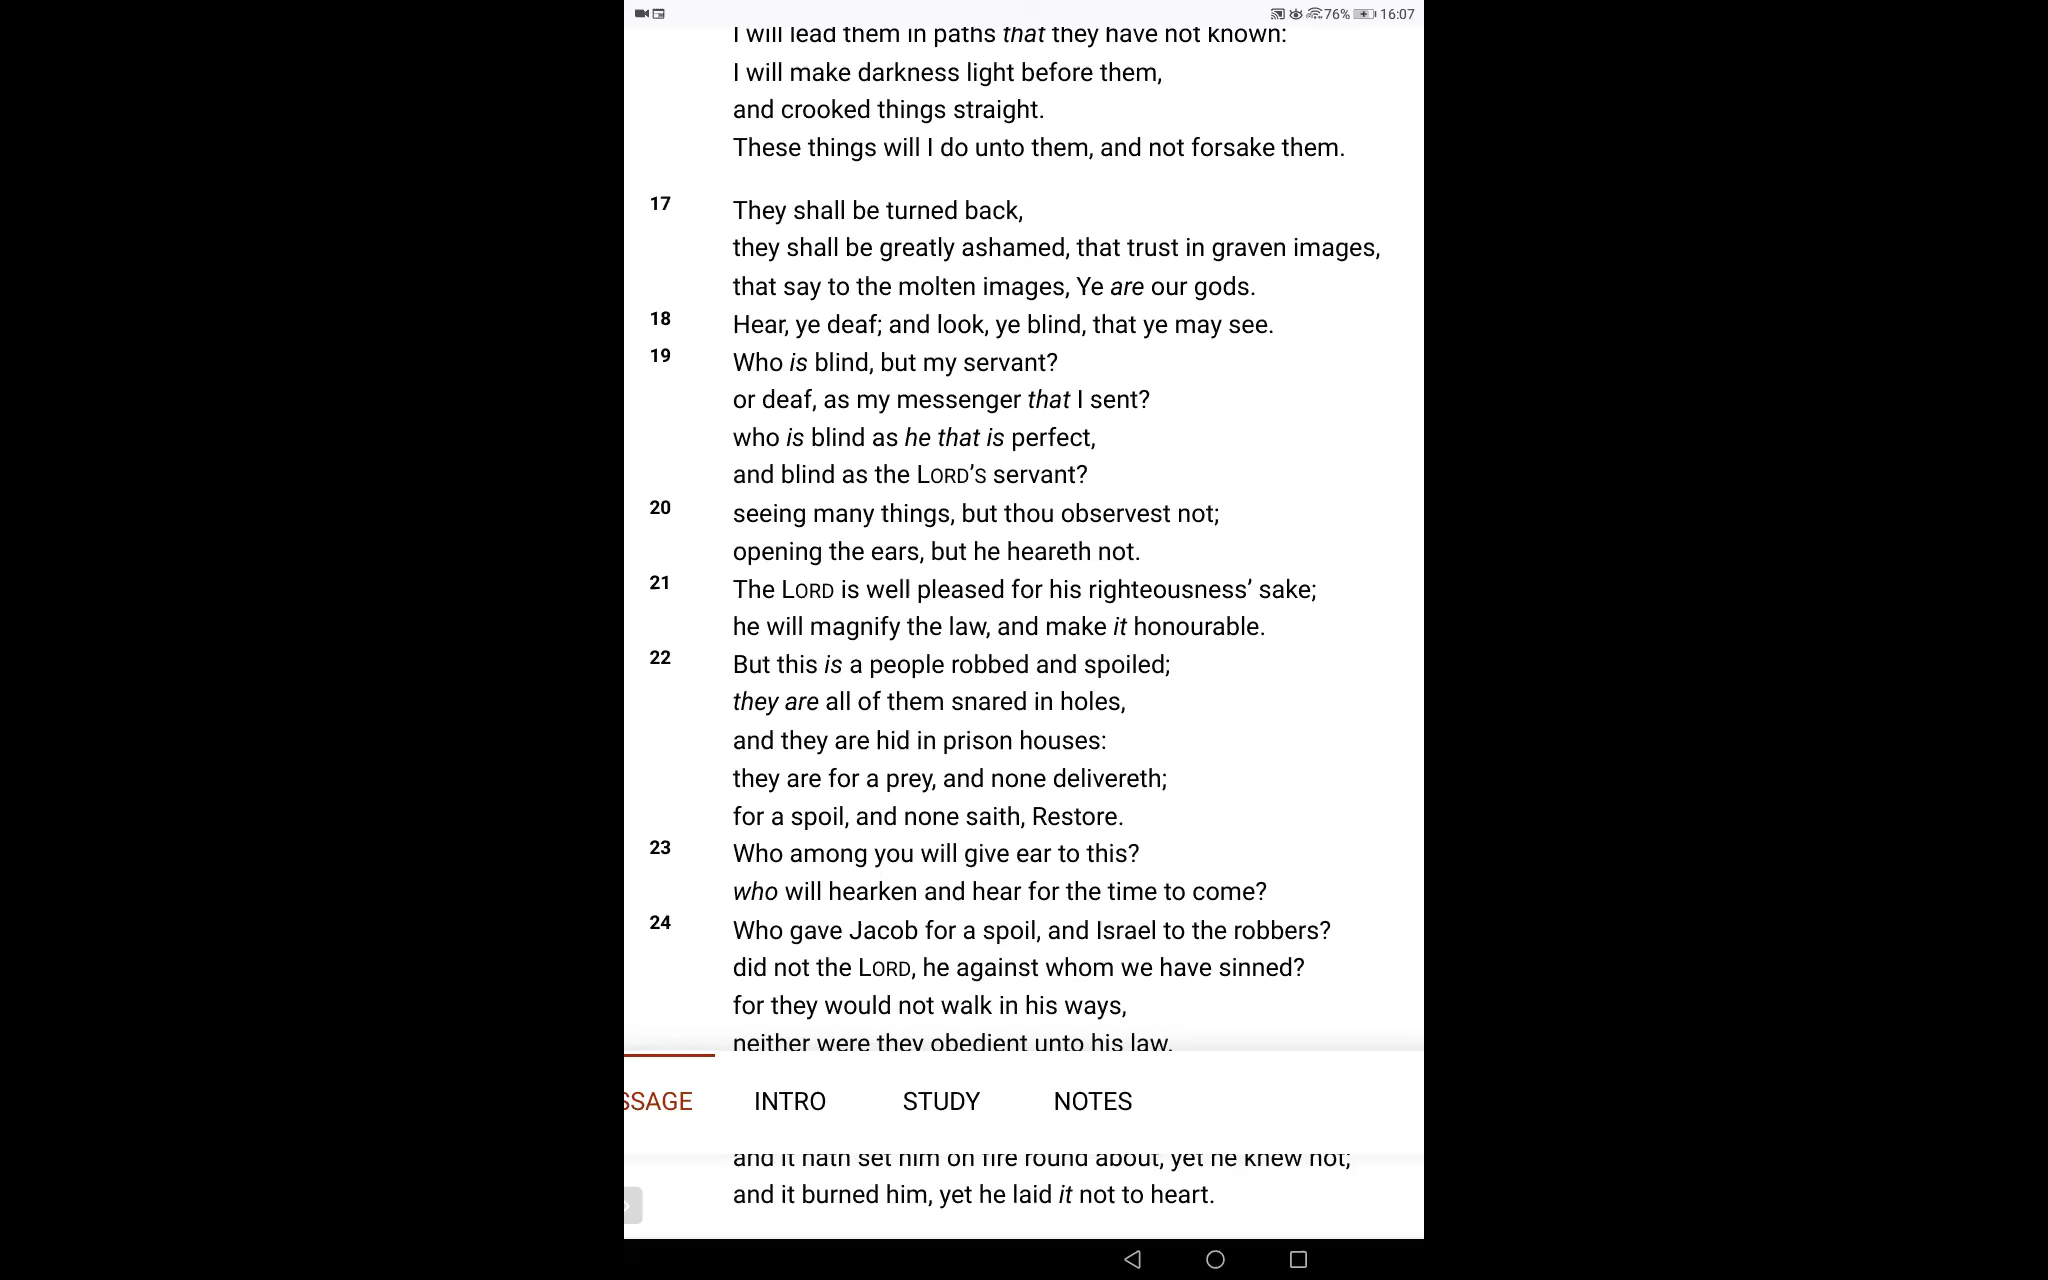 76% 16:07
I will lead them in paths that they have not known:
I will make darkness light before them,
and crooked things straight.
These things will I do unto them, and not forsake them.
17 They shall be turned back,
they shall be greatly ashamed, that trust in graven images,
that say to the molten images, Ye are our gods.
18 Hear, ye deaf; and look, ye blind, that ye may see.
19 Who is blind, but my servant?
or deaf, as my messenger that I sent?
who is blind as he that is perfect,
and blind as the LORD’S servant?
20 seeing many things, but thou observest not;
opening the ears, but he heareth not.
21 The LORD is well pleased for his righteousness’ sake;
he will magnify the law, and make it honourable.
22 But this is a people robbed and spoiled;
they are all of them snared in holes,
and they are hid in prison houses:
they are for a prey, and none delivereth;
for a spoil, and none saith, Restore.
23 Who among you will give ear to this?
who will hearken and hear for the time to come?
24 Who gave Jacob for a spoil, and Israel to the robbers?
did not the LORD, he against whom we have sinned?
for they would not walk in his ways,
neither were they obedient unto his law.
SSAGE INTRO STUDY NOTES
and it hath set him on fire round about, yet he knew not;
and it burned him, yet he laid it not to heart.